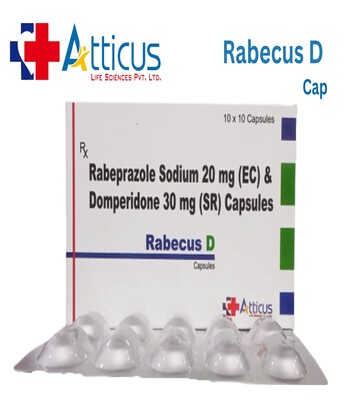 Atticus
LIFE SCIENCES PVT. LTD.
Rabecus D
Cap
10 x 10 Capsules
Rx
Rabeprazole Sodium 20 mg (EC) &
Domperidone 30 mg (SR) Capsules
Rabecus D
Capsules
Atticus